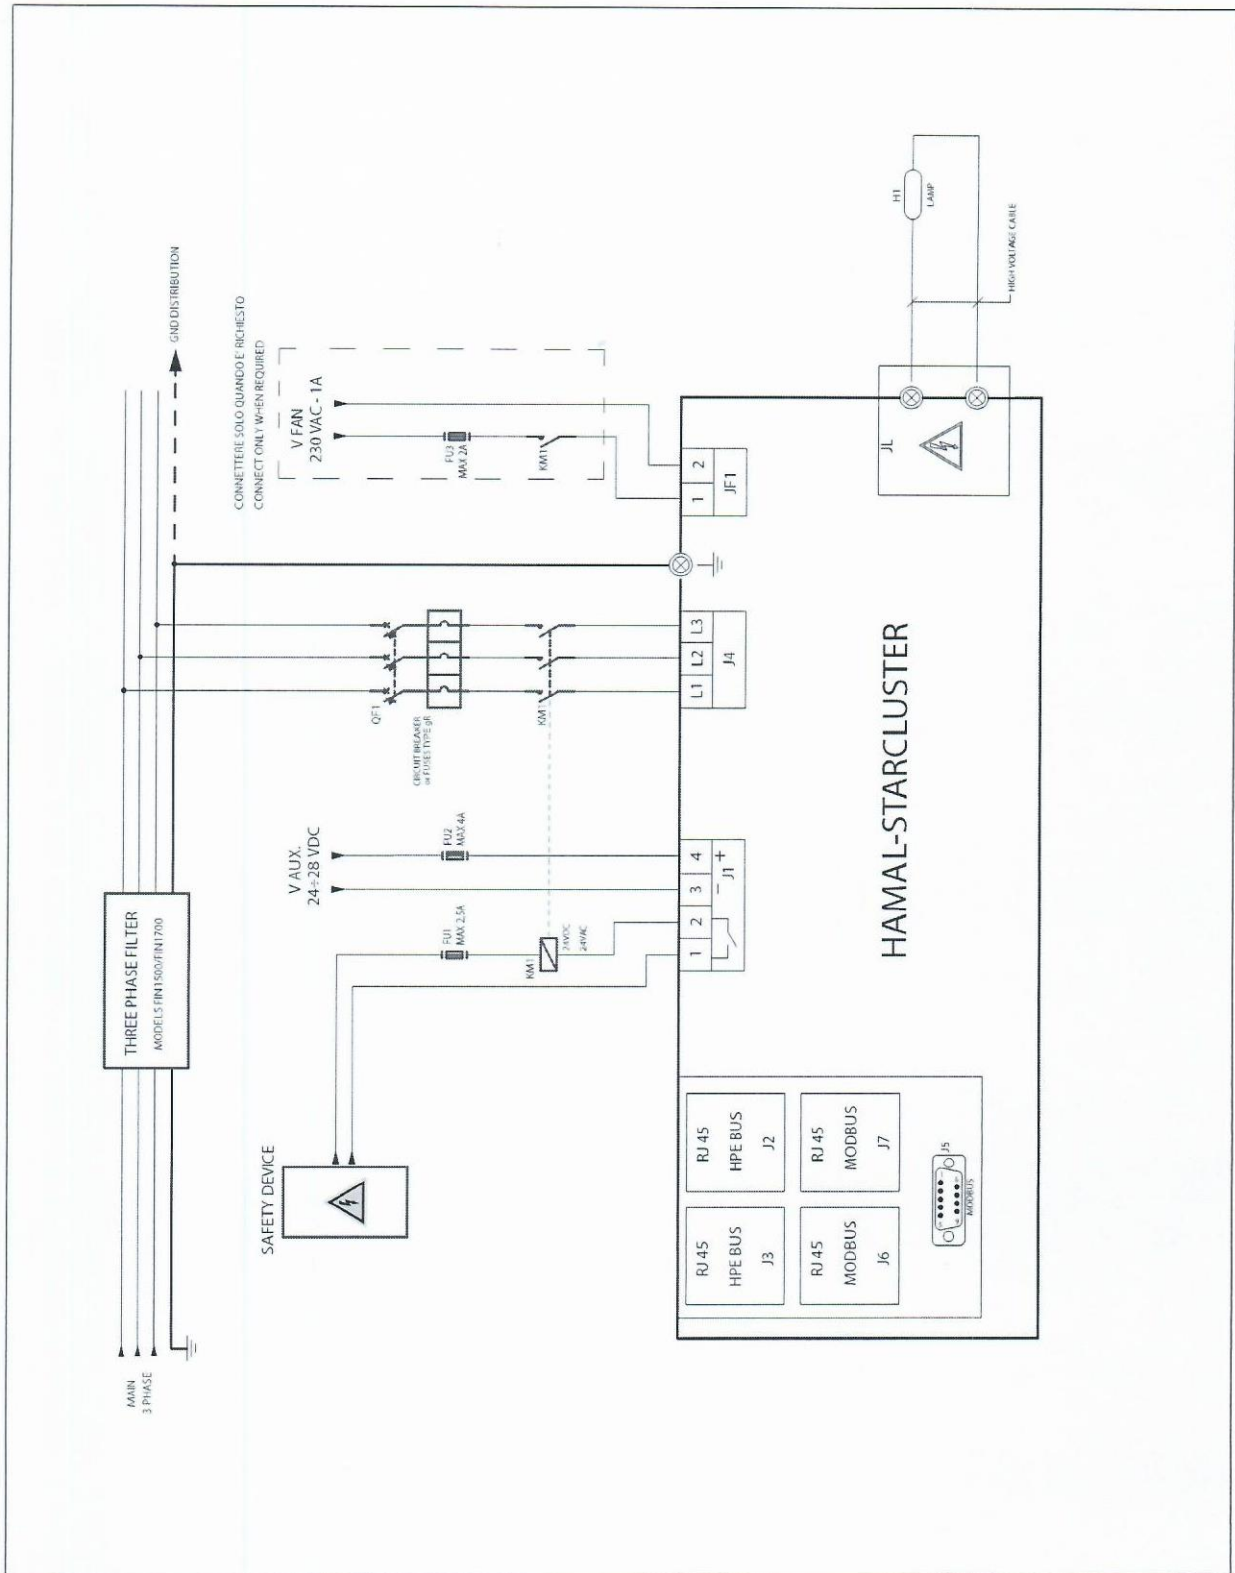 MAIN
3 PHASE
THREE PHASE FILTER
MODELS FIN1500/FIN1700
GND DISTRIBUTION
SAFETY DEVICE
V AUX.
24÷28 VDC
CONNETTERE SOLO QUANDO E' RICHIESTO
CONNECT ONLY WHEN REQUIRED
V FAN
230 VAC - 1A
QF1
CIRCUIT BREAKER
or FUSES TYPE gR
FU1
MAX 2,5A
FU2
MAX 4A
FU3
MAX 2A
KM1
24VDC
24VAC
KM1
KM1
RJ 45
HPE BUS
J3
RJ 45
HPE BUS
J2
RJ 45
MODBUS
J6
RJ 45
MODBUS
J7
J5
MODBUS
1 2 3 4
J1
− +
L1 L2 L3
J4
1 2
JF1
HAMAL-STARCLUSTER
JL
H1
LAMP
HIGH VOLTAGE CABLE